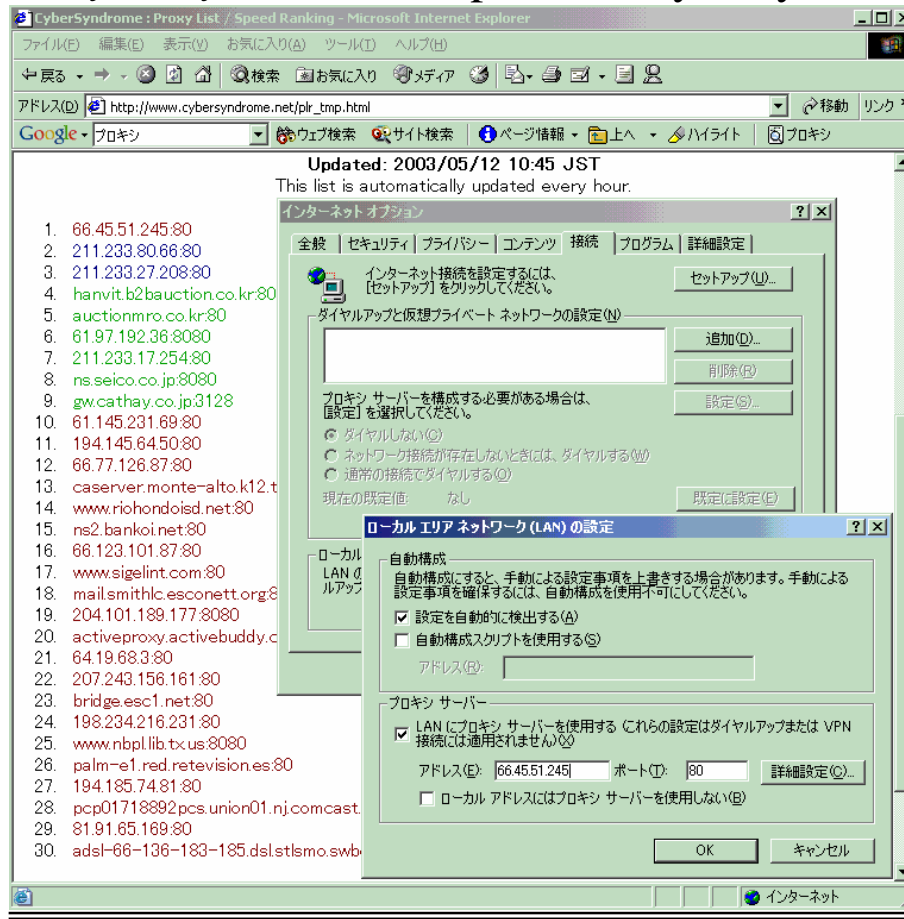 CyberSyndrome : Proxy List / Speed Ranking - Microsoft Internet Explorer
ファイル(F) 編集(E) 表示(V) お気に入り(A) ツール(T) ヘルプ(H)
戻る 検索 お気に入り メディア
アドレス(D) http://www.cybersyndrome.net/plr_tmp.html 移動 リンク
Google プロキシ ウェブ検索 サイト検索 ページ情報 上へ ハイライト プロキシ
Updated: 2003/05/12 10:45 JST
This list is automatically updated every hour.
1. 66.45.51.245:80
2. 211.233.80.66:80
3. 211.233.27.208:80
4. hanvit.b2bauction.co.kr:80
5. auctionmro.co.kr:80
6. 61.97.192.36:8080
7. 211.233.17.254:80
8. ns.seico.co.jp:8080
9. gw.cathay.co.jp:3128
10. 61.145.231.69:80
11. 194.145.64.50:80
12. 66.77.126.87:80
13. caserver.monte-alto.k12.t
14. www.riohondoisd.net:80
15. ns2.bankoi.net:80
16. 66.123.101.87:80
17. www.sigelint.com:80
18. mail.smithlc.esconett.org:8
19. 204.101.189.177:8080
20. activeproxy.activebuddy.c
21. 64.19.68.3:80
22. 207.243.156.161:80
23. bridge.esc1.net:80
24. 198.234.216.231:80
25. www.nbpl.lib.tx.us:8080
26. palm-e1.red.retevision.es:80
27. 194.185.74.81:80
28. pcp01718892pcs.union01.nj.comcast.
29. 81.91.65.169:80
30. adsl-66-136-183-185.dsl.stlsmo.swb
インターネット オプション
全般 セキュリティ プライバシー コンテンツ 接続 プログラム 詳細設定
インターネット接続を設定するには、
[セットアップ] をクリックしてください。
セットアップ(U)...
ダイヤルアップと仮想プライベート ネットワークの設定(N)
追加(D)...
削除(R)
プロキシ サーバーを構成する必要がある場合は、
[設定] を選択してください。
設定(S)...
ダイヤルしない(C)
ネットワーク接続が存在しないときには、ダイヤルする(W)
通常の接続でダイヤルする(O)
現在の既定値: なし 既定に設定(E)
ローカル
LAN の
ルアップ
ローカル エリア ネットワーク (LAN) の設定
自動構成
自動構成にすると、手動による設定事項を上書きする場合があります。手動による
設定事項を確保するには、自動構成を使用不可にしてください。
設定を自動的に検出する(A)
自動構成スクリプトを使用する(S)
アドレス(R):
プロキシ サーバー
LAN にプロキシ サーバーを使用する (これらの設定はダイヤルアップまたは VPN
接続には適用されません)(X)
アドレス(E): 66.45.51.245 ポート(T): 80 詳細設定(C)...
ローカル アドレスにはプロキシ サーバーを使用しない(B)
OK キャンセル
インターネット